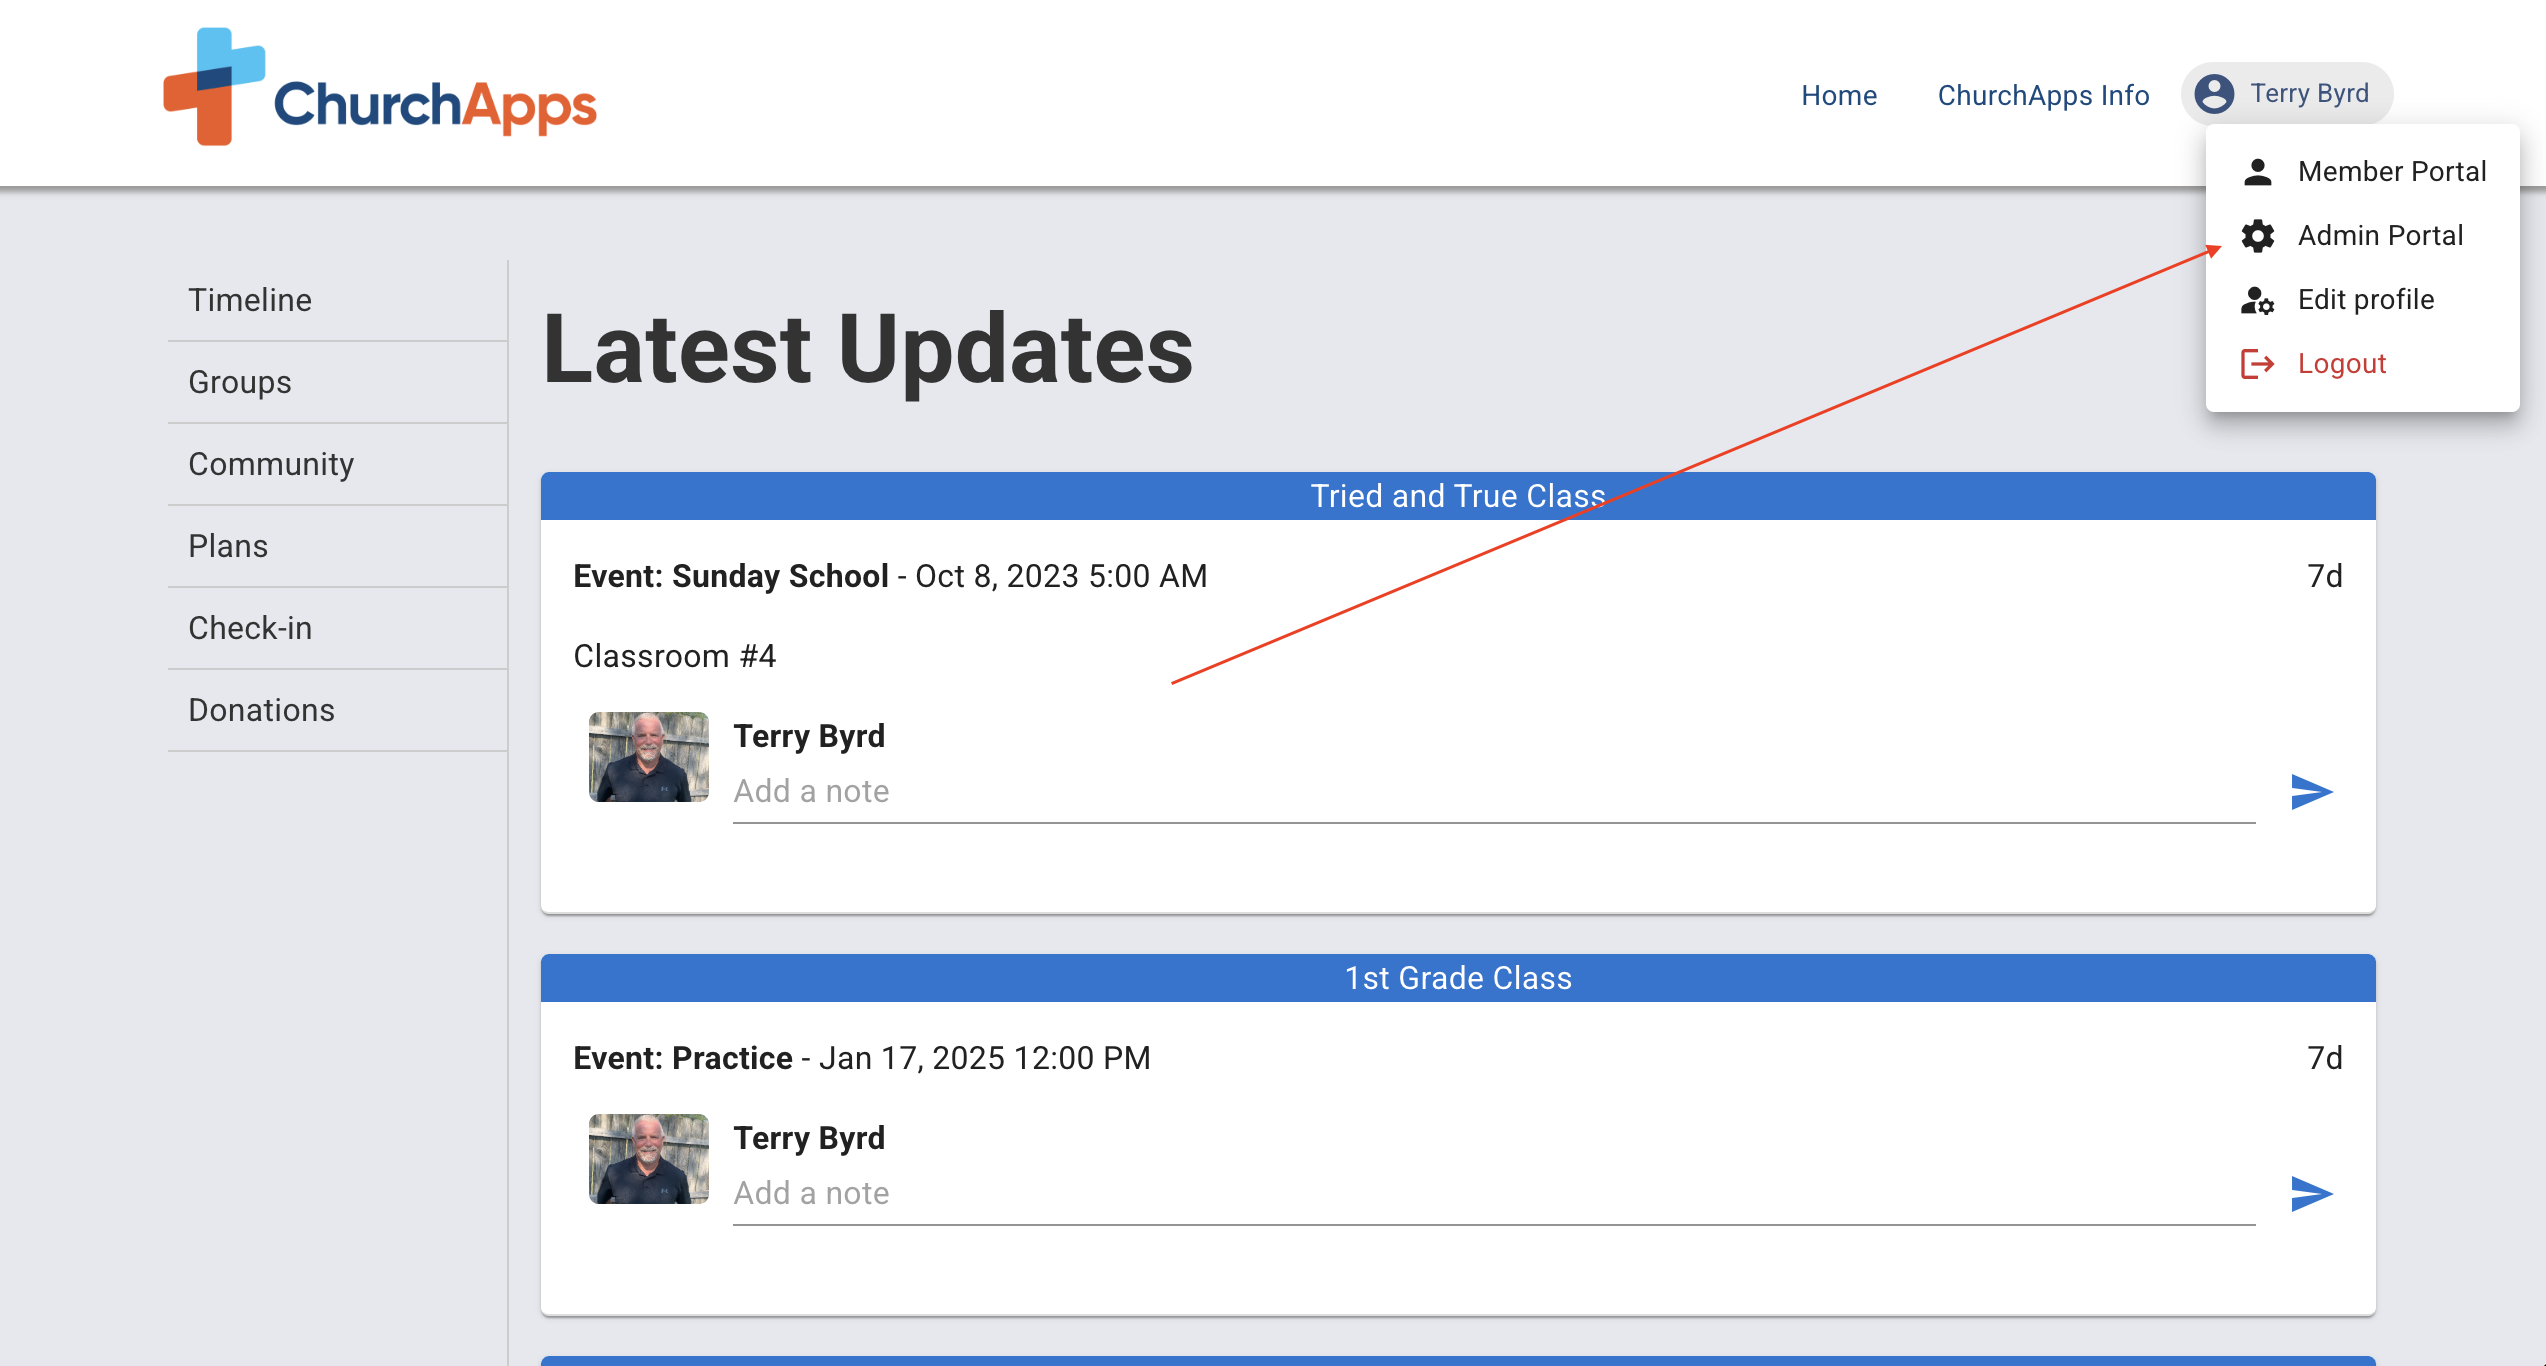 ChurchApps
Home
ChurchApps Info
Terry Byrd
Member Portal
Admin Portal
Edit profile
Logout
Timeline
Groups
Community
Plans
Check-in
Donations
Latest Updates
Tried and True Class
Event: Sunday School - Oct 8, 2023 5:00 AM
7d
Classroom #4
Terry Byrd
Add a note
1st Grade Class
Event: Practice - Jan 17, 2025 12:00 PM
7d
Terry Byrd
Add a note